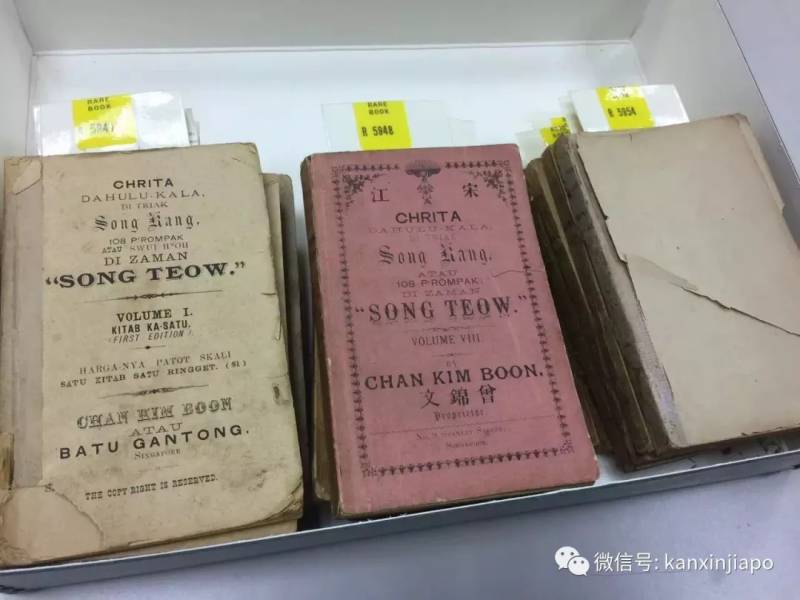 RARE
BOOK
R 5941
RARE
BOOK
R 5948
R 5954
CHRITA
DAHULU-KALA,
DI TRIAK
Song Kang.
108 P'ROMPAK
ATAU SWUI H'OH
DI ZAMAN
"SONG TEOW."
VOLUME I.
KITAB KA-SATU.
(FIRST EDITION)
HARGA-NYA PATOT SKALI
SATU KITAB SATU RINGGET. ($1)
CHAN KIM BOON
ATAU
BATU GANTONG.
SINGAPORE
THE COPY RIGHT IS RESERVED.
江 宋
CHRITA
DAHULU-KALA,
DI TRIAK
Song Kang.
ATAU
108 P'ROMPAK
DI ZAMAN
"SONG TEOW."
VOLUME VIII
BY
CHAN KIM BOON.
文 錦 曾
Proprietor.
SINGAPORE.
微信号: kanxinjiapo